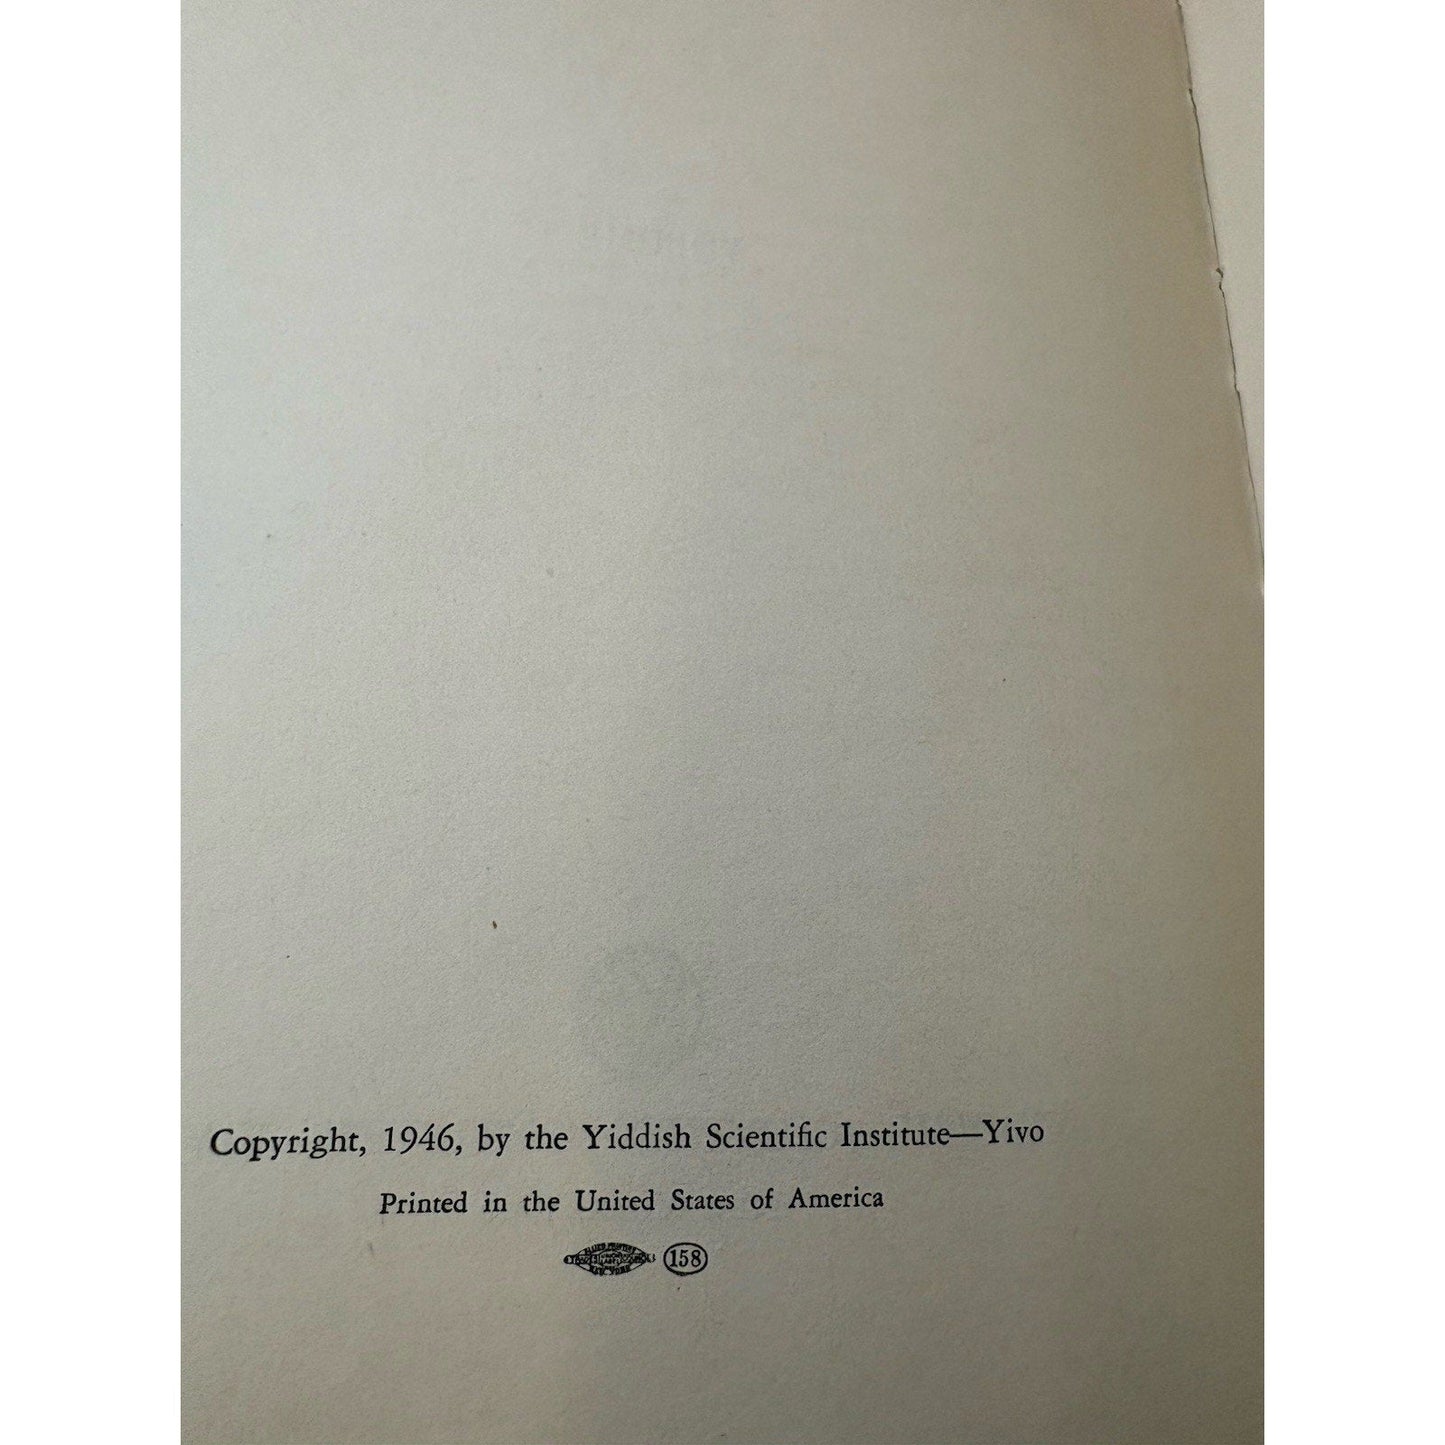 Copyright, 1946, by the Yiddish Scientific Institute—Yivo
Printed in the United States of America
158